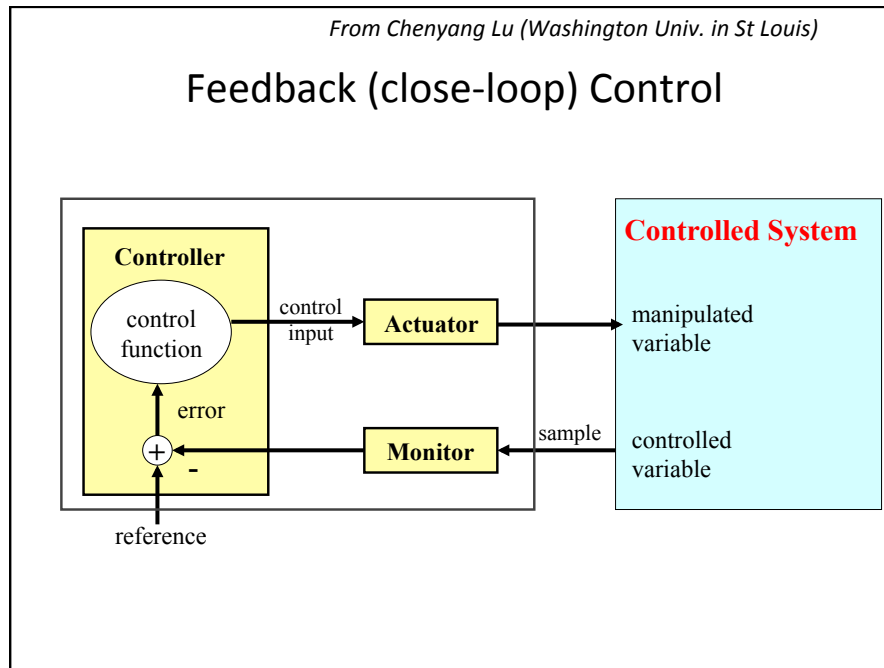 From Chenyang Lu (Washington Univ. in St Louis)
Feedback (close-loop) Control
Controller
control
function
error
+
-
reference
control
input
Actuator
Monitor
sample
Controlled System
manipulated
variable
controlled
variable